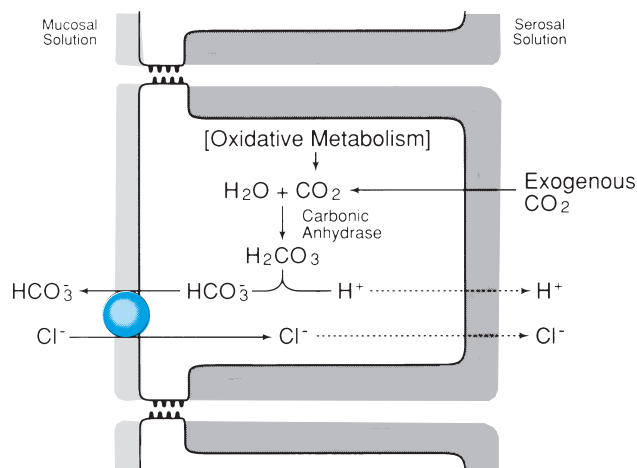 Mucosal
Solution
Serosal
Solution
[Oxidative Metabolism]
H2O + CO2
Exogenous
CO2
Carbonic
Anhydrase
H2CO3
HCO3- HCO3- H+ H+
Cl- Cl- Cl-